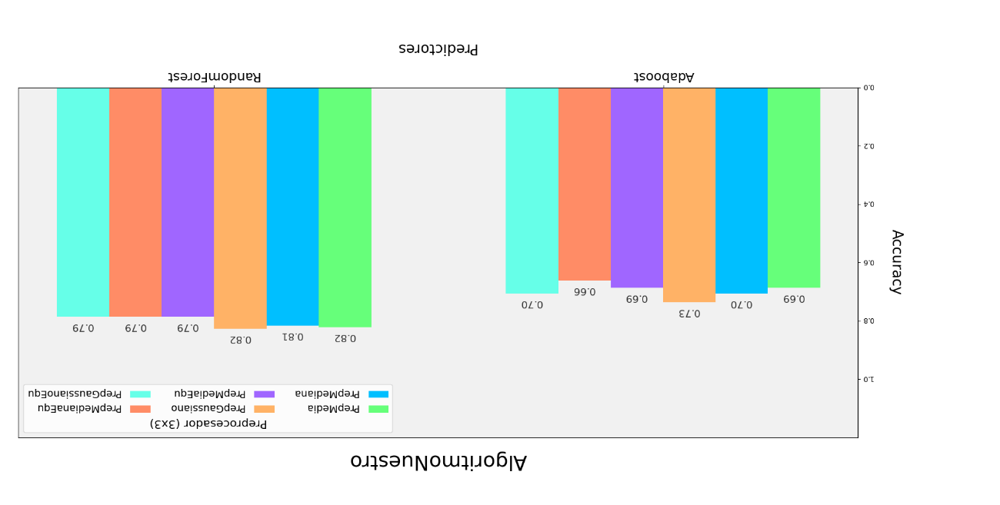 AlgoritmoNuestro
Preprocesador (3x3)
PrepMedia
PrepGaussiano
PrepMedianaEqu
PrepMediana
PrepMediaEqu
PrepGaussianoEqu
1.0
0.8
0.6
0.4
0.2
0.0
Accuracy
0.69
0.70
0.73
0.69
0.66
0.70
0.82
0.81
0.82
0.79
0.79
0.79
Adaboost
RandomForest
Predictores